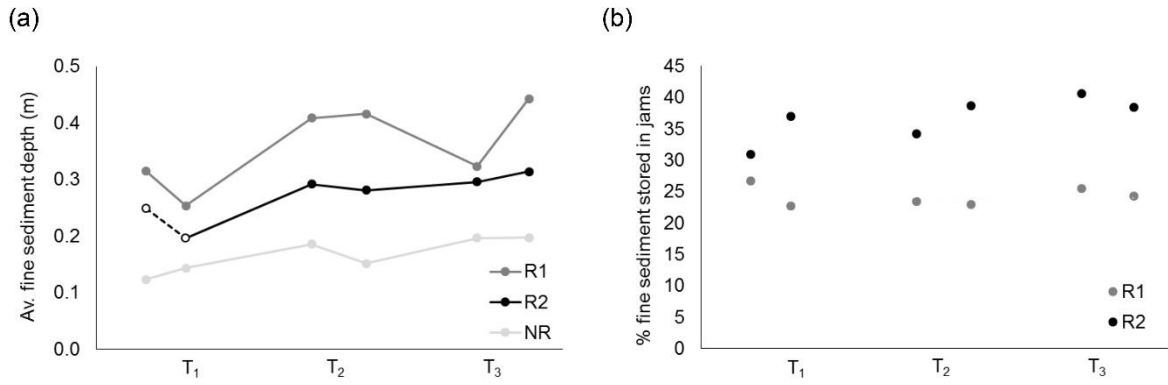 (a)
Av. fine sediment depth (m)
0.5
0.4
0.3
0.2
0.1
0.0
T₁
T₂
T₃
R1
R2
NR
(b)
% fine sediment stored in jams
45
40
35
30
25
20
15
10
5
0
T₁
T₂
T₃
R1
R2